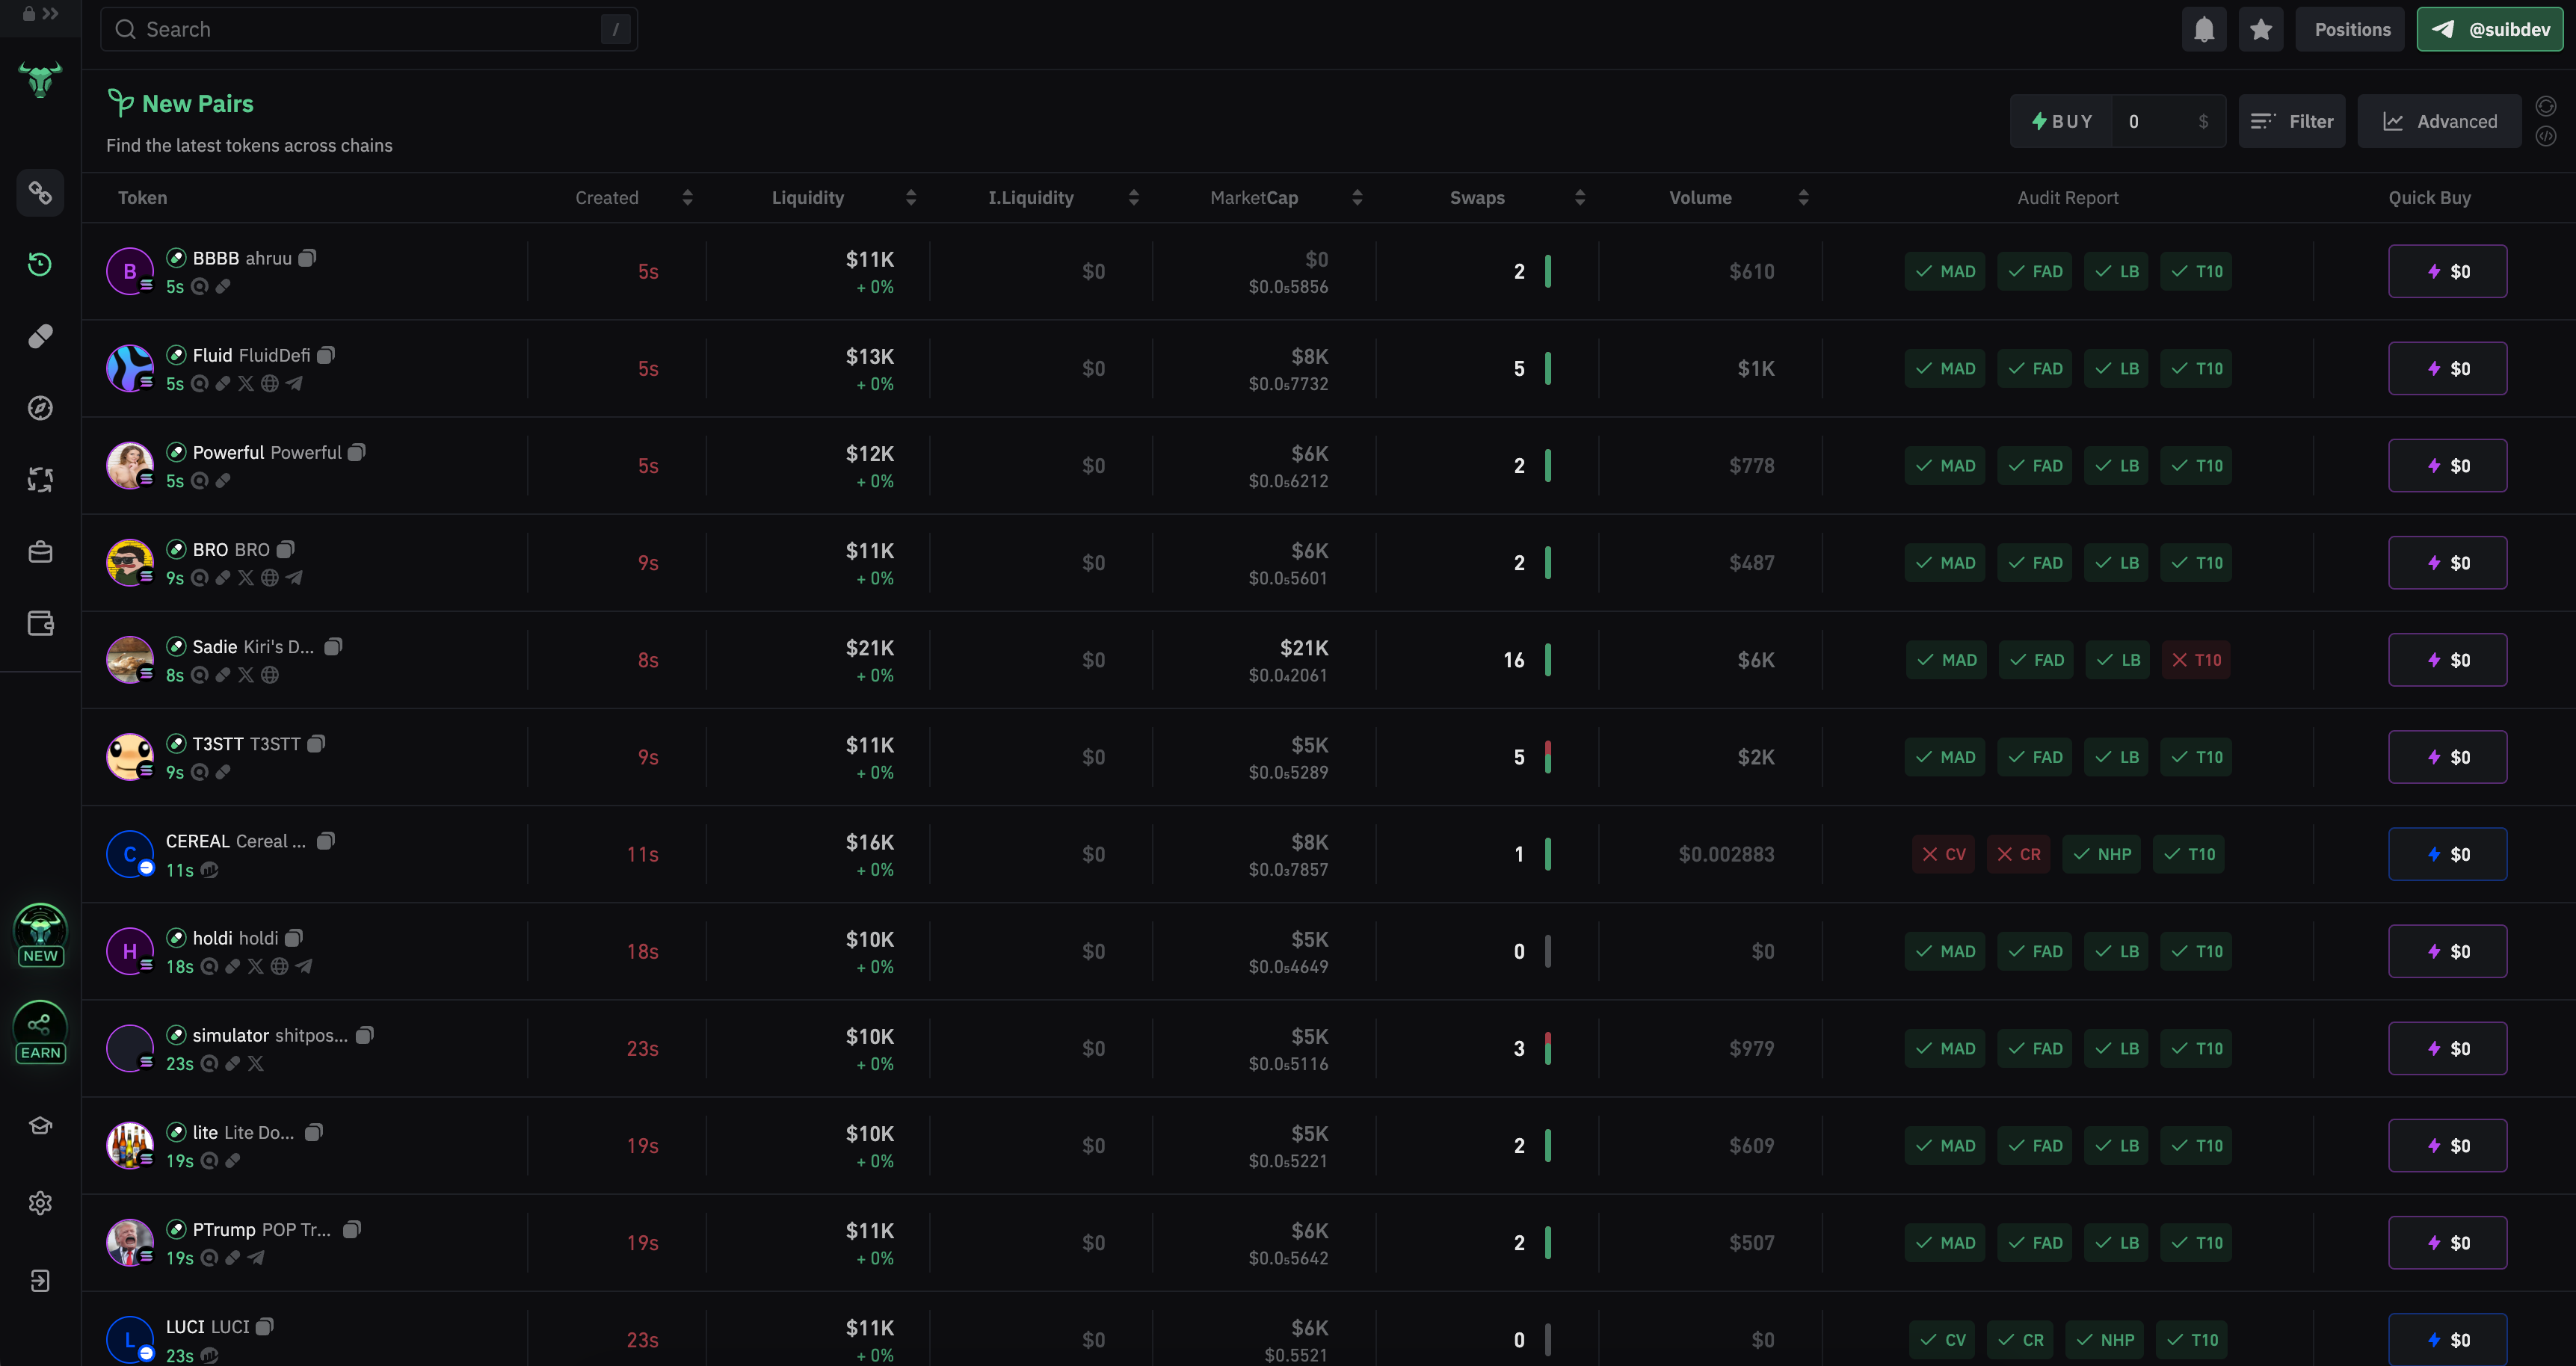 Search /
Positions
@suibdev
New Pairs
Find the latest tokens across chains
BUY 0 $
Filter
Advanced
Token Created Liquidity I.Liquidity MarketCap Swaps Volume Audit Report Quick Buy
B BBBB ahruu 5s $11K $0 $0 2 $610 MAD FAD LB T10 $0
5s + 0% $0.0₅5856
Fluid FluidDefi 5s $13K $0 $8K 5 $1K MAD FAD LB T10 $0
5s + 0% $0.0₅7732
Powerful Powerful 5s $12K $0 $6K 2 $778 MAD FAD LB T10 $0
5s + 0% $0.0₅6212
BRO BRO 9s $11K $0 $6K 2 $487 MAD FAD LB T10 $0
9s + 0% $0.0₅5601
Sadie Kiri's D... 8s $21K $0 $21K 16 $6K MAD FAD LB T10 $0
8s + 0% $0.0₄2061
T3STT T3STT 9s $11K $0 $5K 5 $2K MAD FAD LB T10 $0
9s + 0% $0.0₅5289
C CEREAL Cereal ... 11s $16K $0 $8K 1 $0.002883 CV CR NHP T10 $0
11s + 0% $0.0₃7857
H holdi holdi 18s $10K $0 $5K 0 $0 MAD FAD LB T10 $0
18s + 0% $0.0₅4649
NEW
simulator shitpos... 23s $10K $0 $5K 3 $979 MAD FAD LB T10 $0
23s + 0% $0.0₅5116
EARN
lite Lite Do... 19s $10K $0 $5K 2 $609 MAD FAD LB T10 $0
19s + 0% $0.0₅5221
PTrump POP Tr... 19s $11K $0 $6K 2 $507 MAD FAD LB T10 $0
19s + 0% $0.0₅5642
L LUCI LUCI 23s $11K $0 $6K 0 $0 CV CR NHP T10 $0
23s + 0% $0.5521